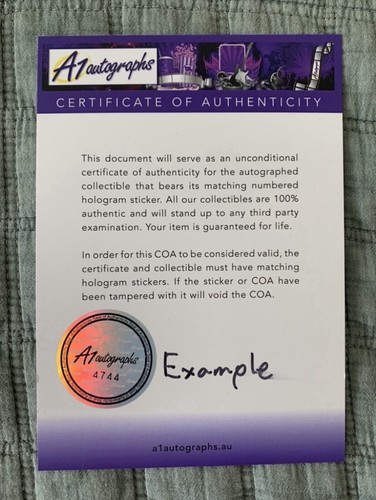 A1autographs
CERTIFICATE OF AUTHENTICITY
This document will serve as an unconditional
certificate of authenticity for the autographed
collectible that bears its matching numbered
hologram sticker. All our collectibles are 100%
authentic and will stand up to any third party
examination. Your item is guaranteed for life.
In order for this COA to be considered valid, the
certificate and collectible must have matching
hologram stickers. If the sticker or COA have
been tampered with it will void the COA.
A1autographs
4744
Example
a1autographs.au